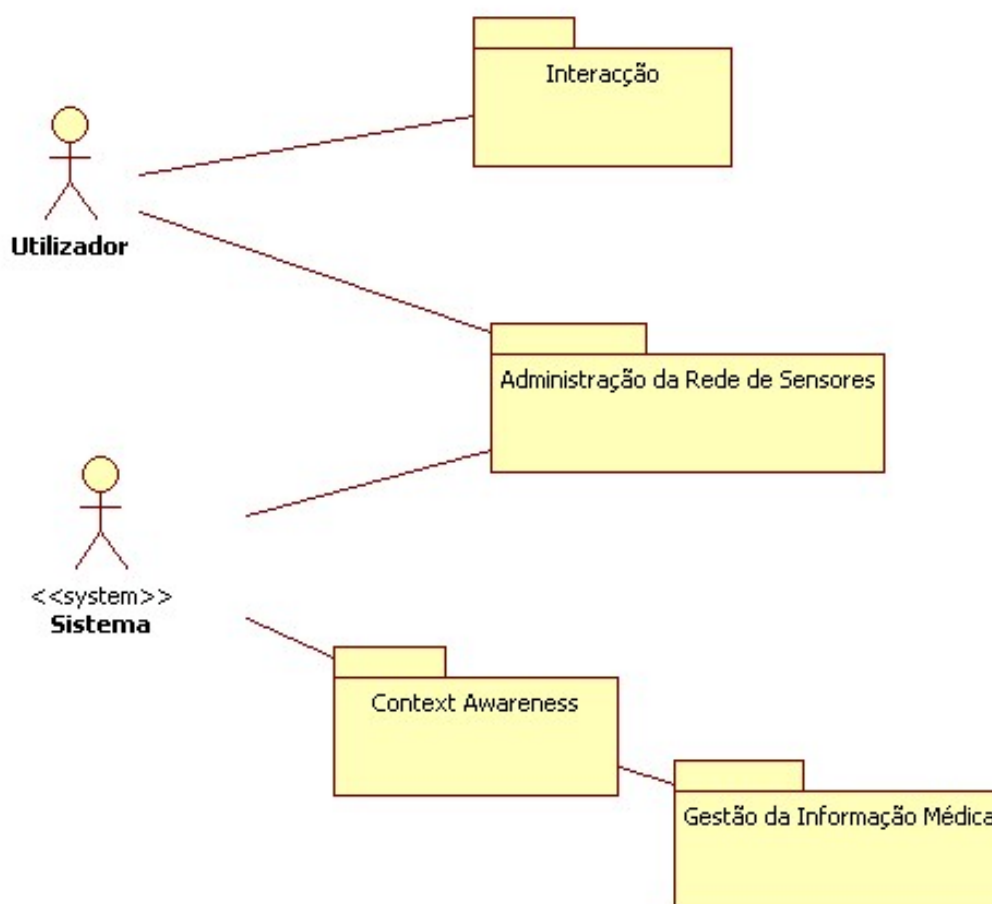 Interacção
Utilizador
Administração da Rede de Sensores
<<system>>
Sistema
Context Awareness
Gestão da Informação Médica